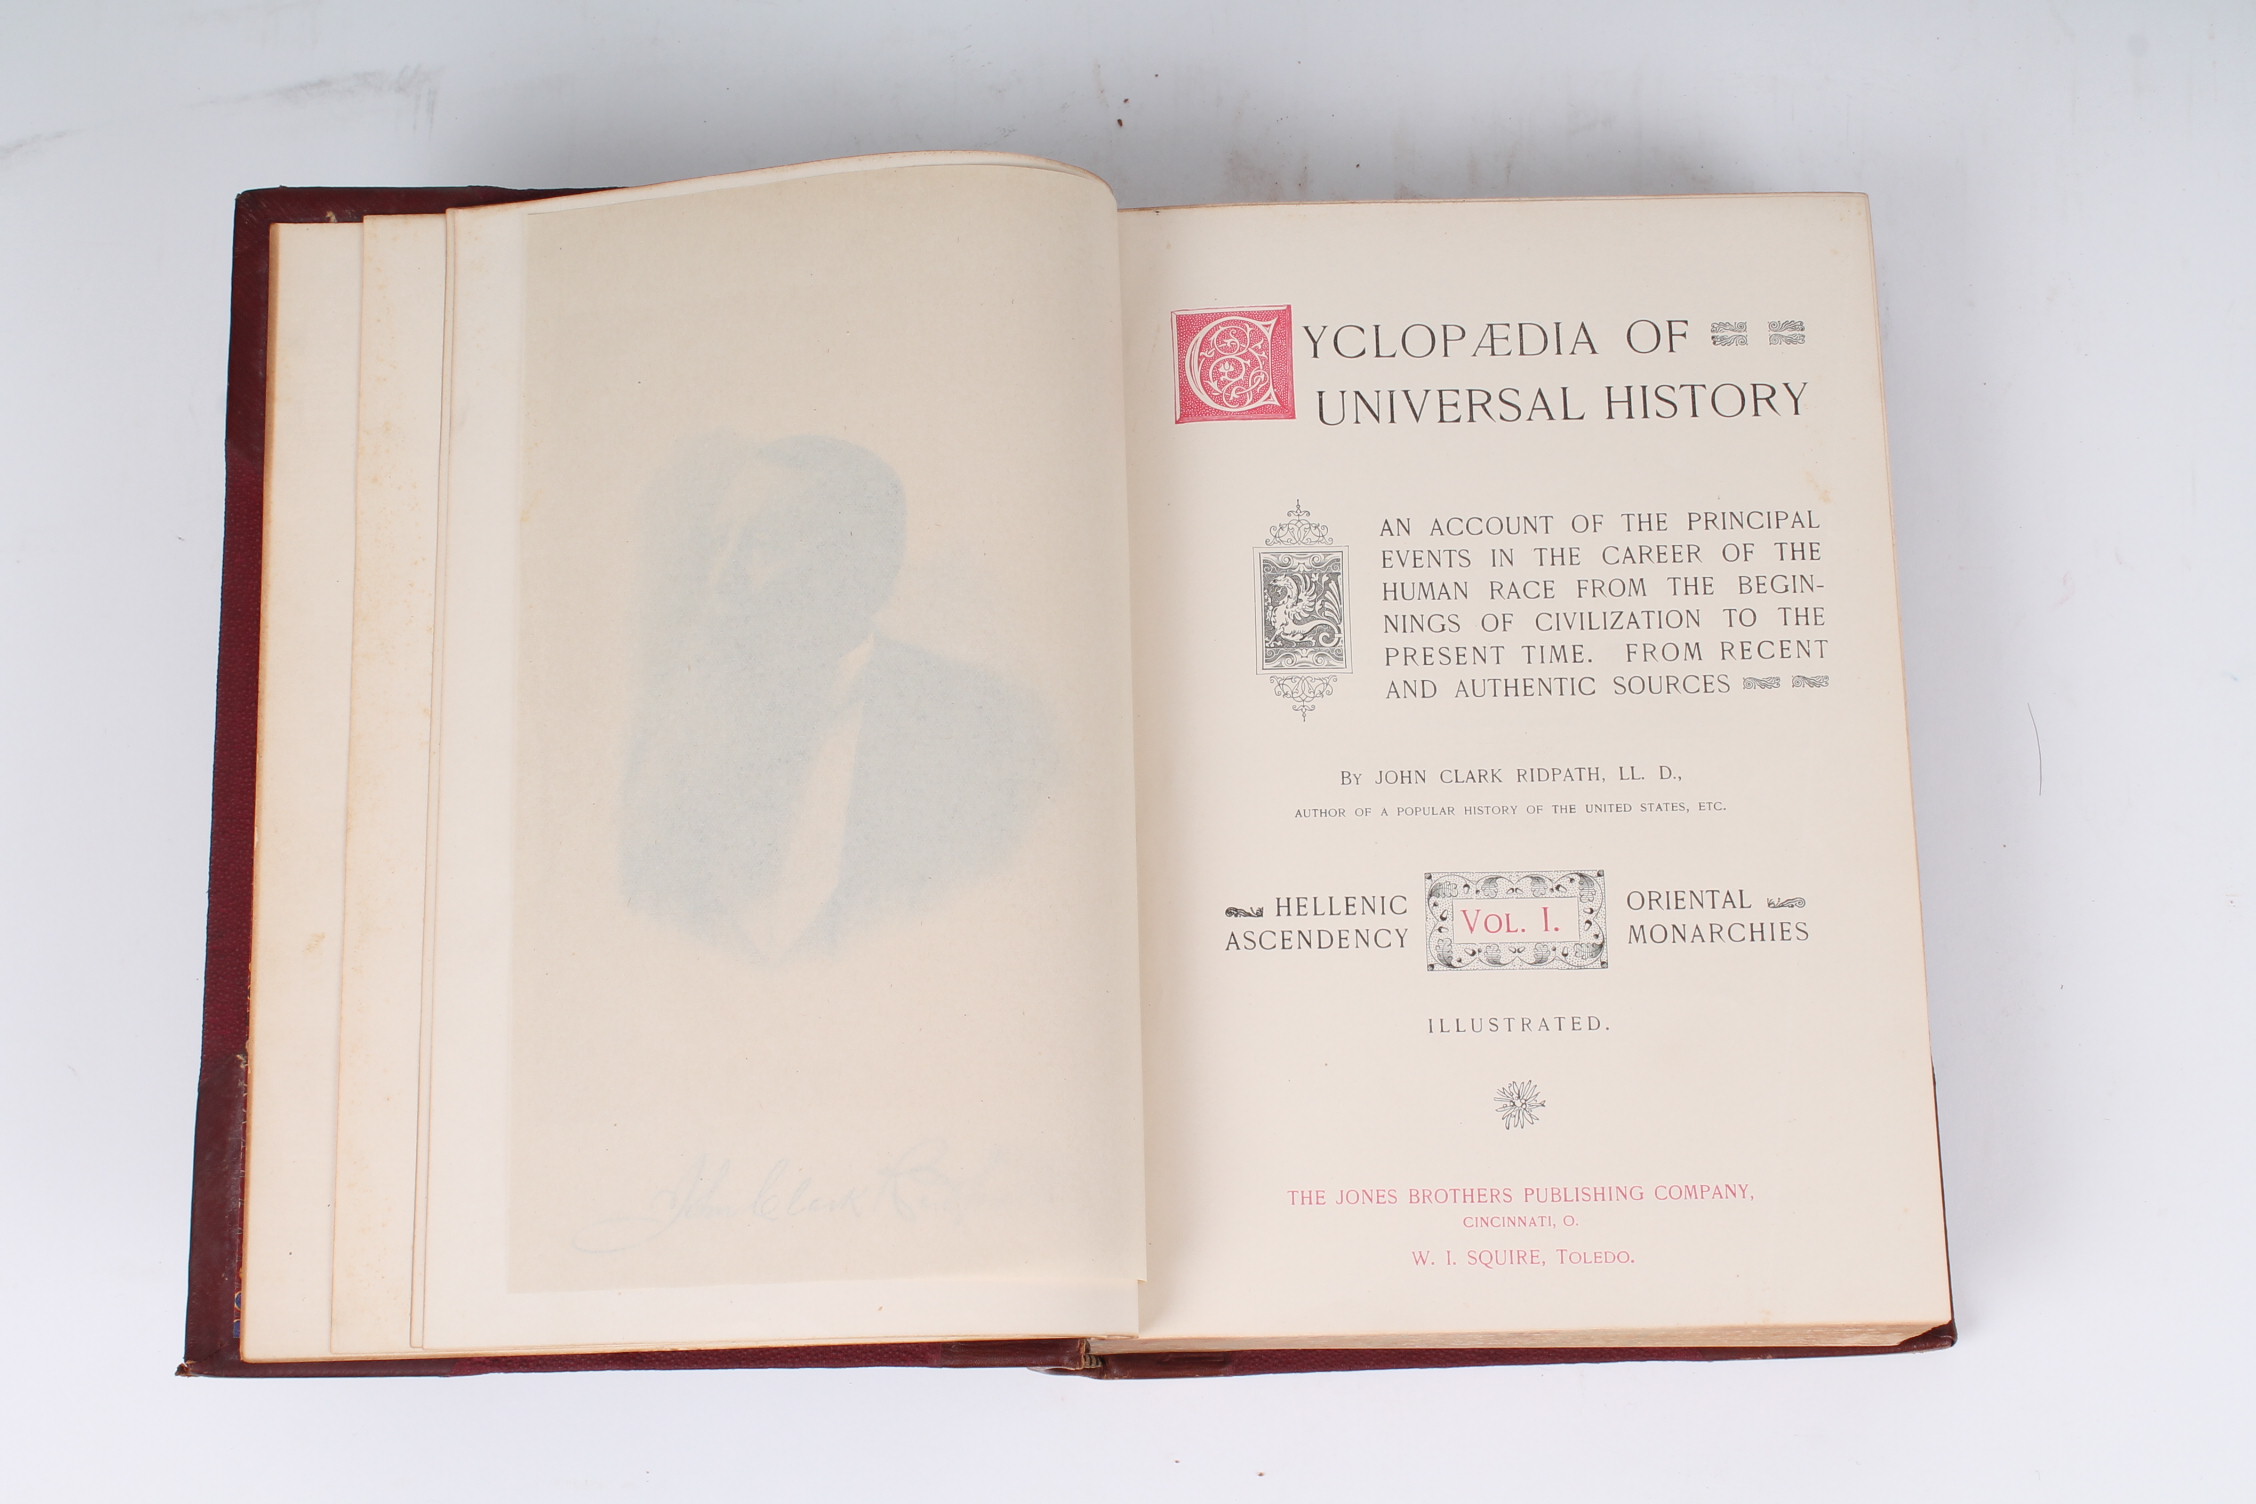 CYCLOPÆDIA OF
UNIVERSAL HISTORY
AN ACCOUNT OF THE PRINCIPAL
EVENTS IN THE CAREER OF THE
HUMAN RACE FROM THE BEGIN-
NINGS OF CIVILIZATION TO THE
PRESENT TIME. FROM RECENT
AND AUTHENTIC SOURCES
By JOHN CLARK RIDPATH, LL. D.,
AUTHOR OF A POPULAR HISTORY OF THE UNITED STATES, ETC.
HELLENIC
ASCENDENCY
VOL. I.
ORIENTAL
MONARCHIES
ILLUSTRATED.
THE JONES BROTHERS PUBLISHING COMPANY,
CINCINNATI, O.
W. I. SQUIRE, TOLEDO.
John Clark